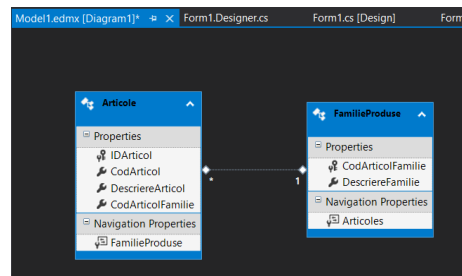 Model1.edmx [Diagram1]* Form1.Designer.cs Form1.cs [Design] Form
Articole
Properties
IDArticol
CodArticol
DescriereArticol
CodArticolFamilie
Navigation Properties
FamilieProduse
*
1
FamilieProduse
Properties
CodArticolFamilie
DescriereFamilie
Navigation Properties
Articoles